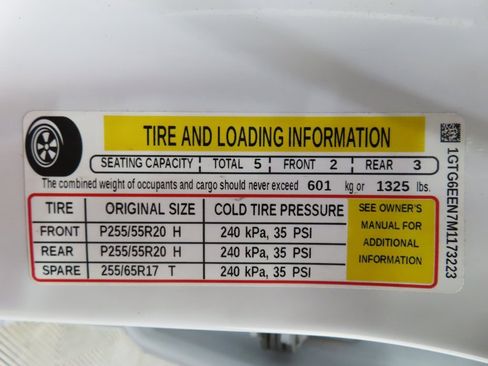 TIRE AND LOADING INFORMATION
SEATING CAPACITY TOTAL 5 FRONT 2 REAR 3
The combined weight of occupants and cargo should never exceed 601 kg or 1325 lbs.
TIRE ORIGINAL SIZE COLD TIRE PRESSURE
FRONT P255/55R20 H 240 kPa, 35 PSI
REAR P255/55R20 H 240 kPa, 35 PSI
SPARE 255/65R17 T 240 kPa, 35 PSI
SEE OWNER'S
MANUAL FOR
ADDITIONAL
INFORMATION
1GTG6EEN7M1173223